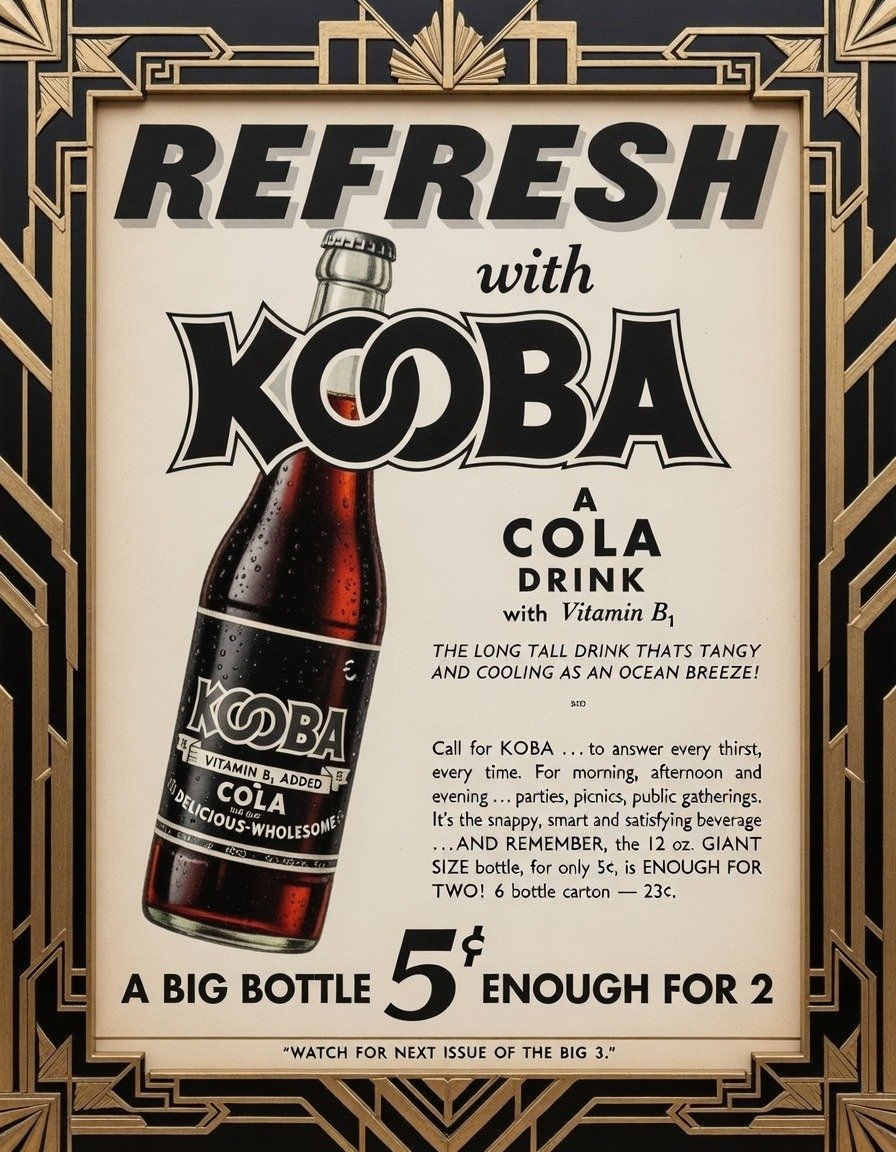 REFRESH
with
KOOBA
A
COLA
DRINK
with Vitamin B₁
THE LONG TALL DRINK THATS TANGY
AND COOLING AS AN OCEAN BREEZE!
Call for KOBA ... to answer every thirst,
every time. For morning, afternoon and
evening ... parties, picnics, public gatherings.
It's the snappy, smart and satisfying beverage
...AND REMEMBER, the 12 oz. GIANT
SIZE bottle, for only 5¢, is ENOUGH FOR
TWO! 6 bottle carton — 23¢.
KOOBA
VITAMIN B₁ ADDED
COLA
DELICIOUS-WHOLESOME
A BIG BOTTLE 5¢ ENOUGH FOR 2
"WATCH FOR NEXT ISSUE OF THE BIG 3."